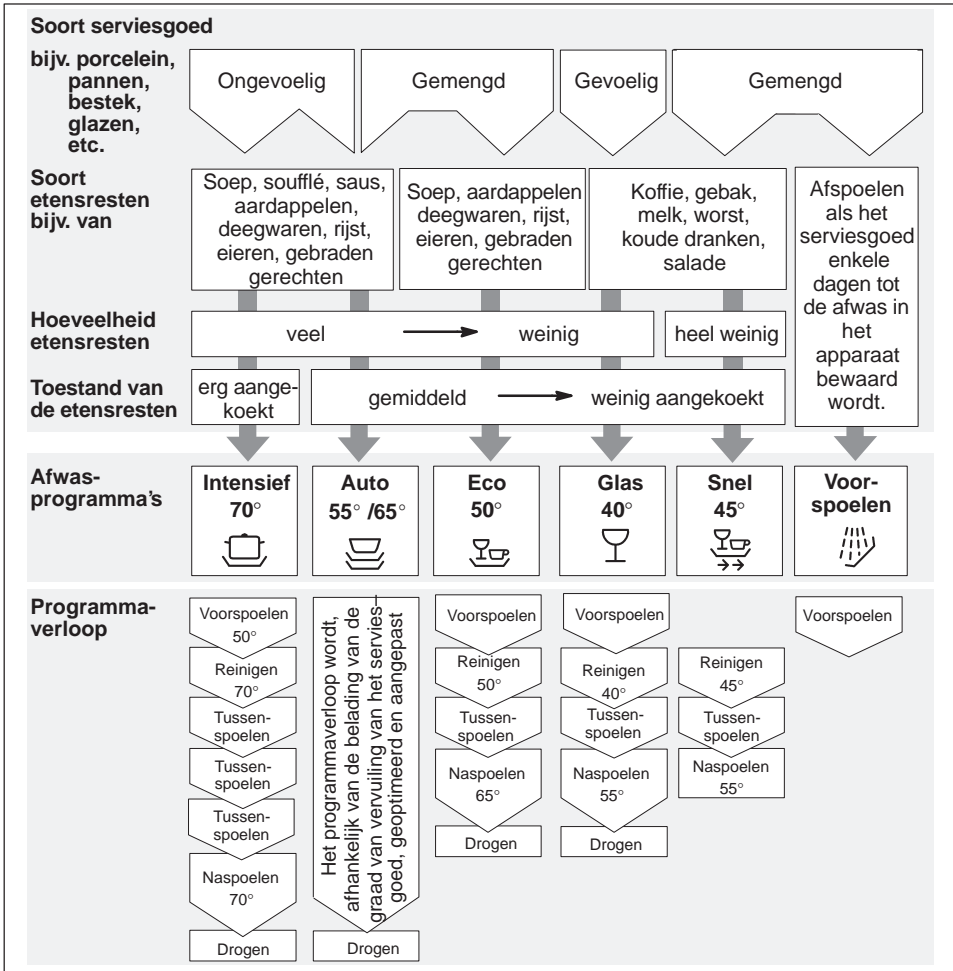 Soort serviesgoed
bijv. porcelein,
pannen,
bestek,
glazen,
etc.
Ongevoelig
Gemengd
Gevoelig
Gemengd
Soort
etensresten
bijv. van
Soep, soufflé, saus,
aardappelen,
deegwaren, rijst,
eieren, gebraden
gerechten
Soep, aardappelen
deegwaren, rijst,
eieren, gebraden
gerechten
Koffie, gebak,
melk, worst,
koude dranken,
salade
Afspoelen
als het
serviesgoed
enkele
dagen tot
de afwas in
het
apparaat
bewaard
wordt.
Hoeveelheid
etensresten
veel
weinig
heel weinig
Toestand van
de etensresten
erg aange-
koekt
gemiddeld
weinig aangekoekt
Afwas-
programma's
Intensief
70°
Auto
55° /65°
Eco
50°
Glas
40°
Snel
45°
Voor-
spoelen
Programma-
verloop
Voorspoelen
50°
Reinigen
70°
Tussen-
spoelen
Tussen-
spoelen
Tussen-
spoelen
Naspoelen
70°
Drogen
Het programmaverloop wordt,
afhankelijk van de belading van de
graad van vervuiling van het servies–
goed, geoptimeerd en aangepast
Drogen
Voorspoelen
Reinigen
50°
Tussen-
spoelen
Naspoelen
65°
Drogen
Voorspoelen
Reinigen
40°
Tussen-
spoelen
Naspoelen
55°
Drogen
Reinigen
45°
Tussen-
spoelen
Naspoelen
55°
Voorspoelen